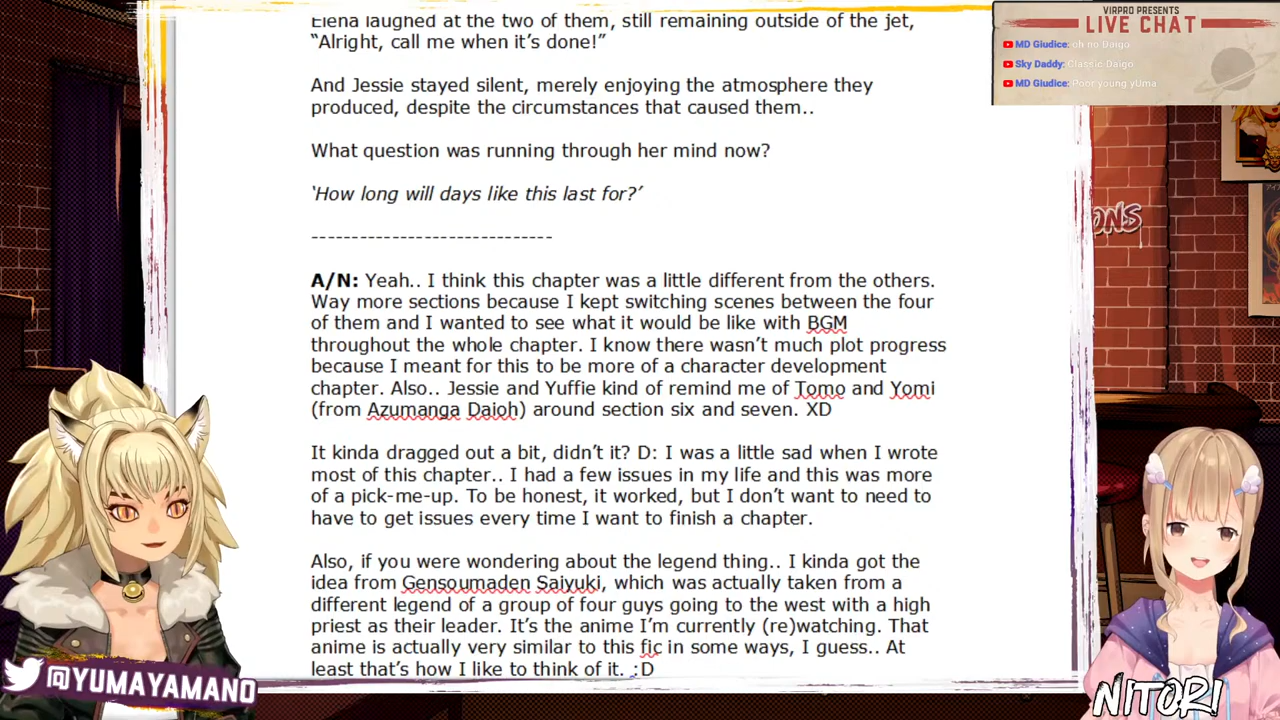 Elena laughed at the two of them, still remaining outside of the jet,
“Alright, call me when it’s done!”
And Jessie stayed silent, merely enjoying the atmosphere they
produced, despite the circumstances that caused them..
What question was running through her mind now?
‘How long will days like this last for?’
-----------------------------
A/N: Yeah.. I think this chapter was a little different from the others.
Way more sections because I kept switching scenes between the four
of them and I wanted to see what it would be like with BGM
throughout the whole chapter. I know there wasn’t much plot progress
because I meant for this to be more of a character development
chapter. Also.. Jessie and Yuffie kind of remind me of Tomo and Yomi
(from Azumanga Daioh) around section six and seven. XD
It kinda dragged out a bit, didn’t it? D: I was a little sad when I wrote
most of this chapter.. I had a few issues in my life and this was more
of a pick-me-up. To be honest, it worked, but I don’t want to need to
have to get issues every time I want to finish a chapter.
Also, if you were wondering about the legend thing.. I kinda got the
idea from Gensoumaden Saiyuki, which was actually taken from a
different legend of a group of four guys going to the west with a high
priest as their leader. It’s the anime I’m currently (re)watching. That
anime is actually very similar to this fic in some ways, I guess.. At
least that’s how I like to think of it. :D
VIRPRO PRESENTS
LIVE CHAT
MD Giudice: oh no Daigo
Sky Daddy: Classic Daigo
MD Giudice: Poor young yUma
ONS
@YUMAYAMANO
NITORI